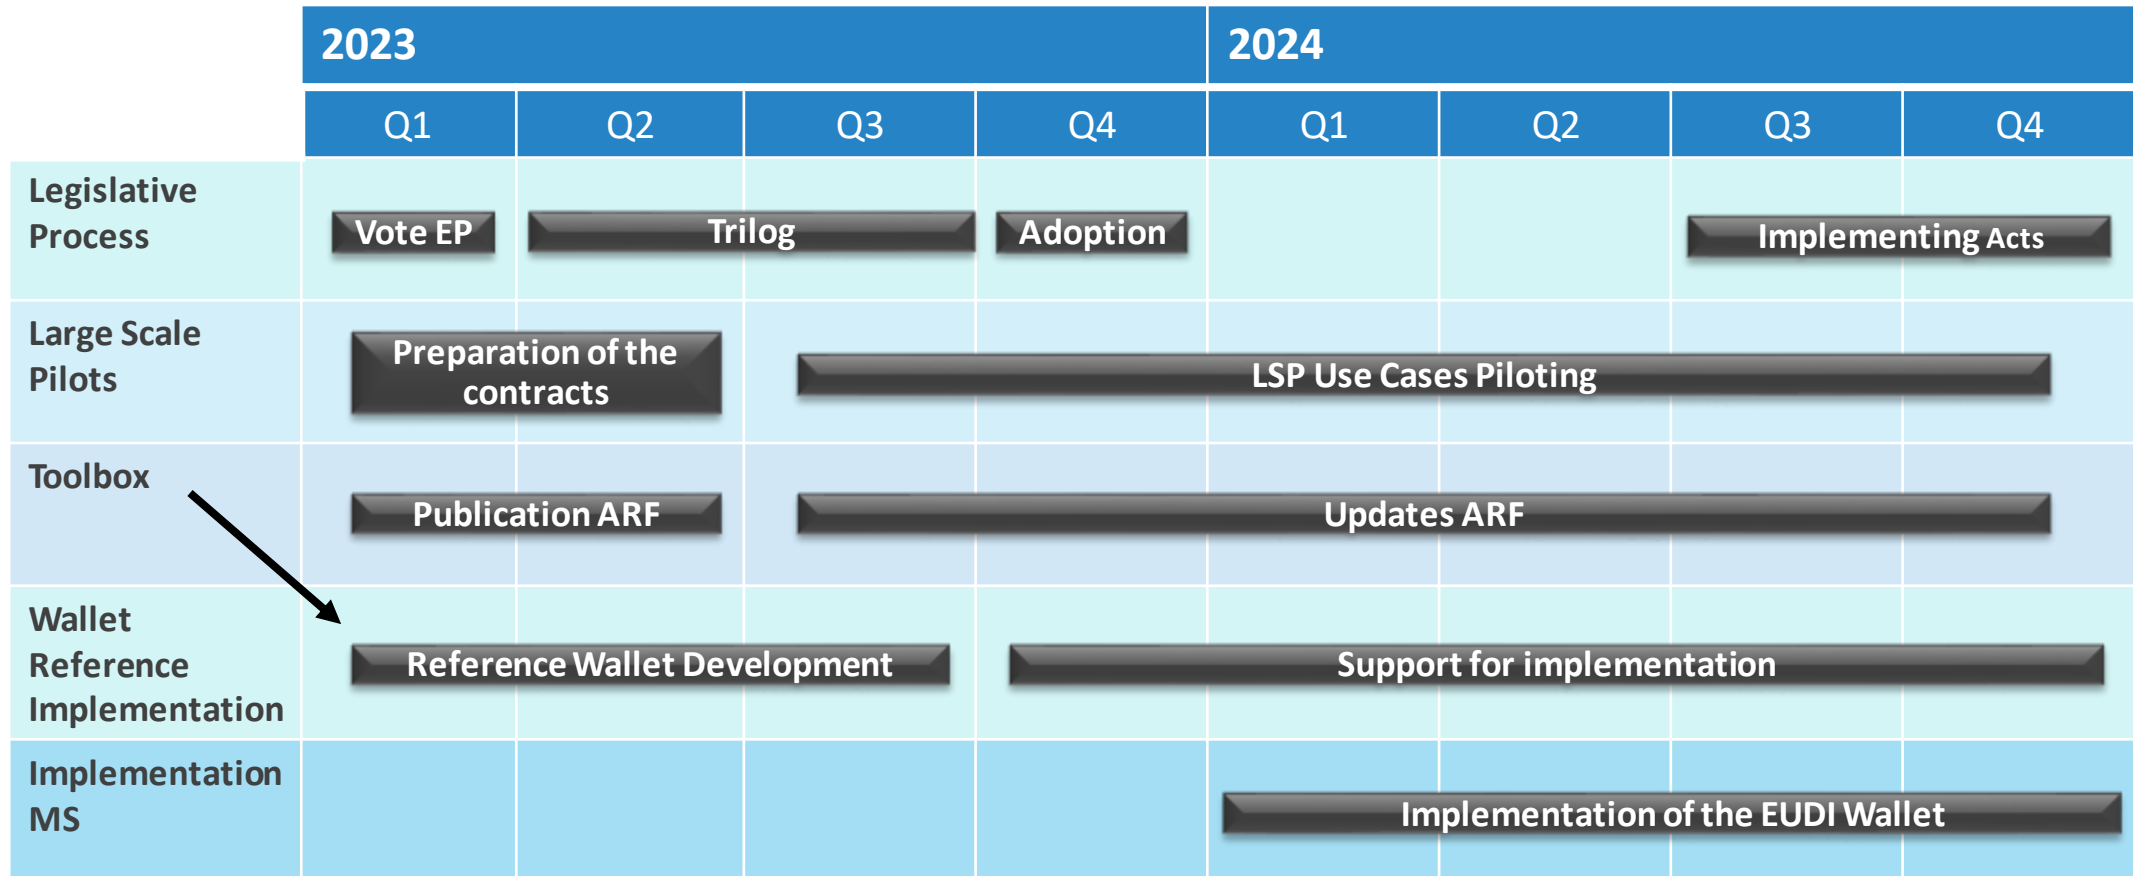 2023
2024
Q1
Q2
Q3
Q4
Q1
Q2
Q3
Q4
Legislative
Process
Vote EP
Trilog
Adoption
Implementing Acts
Large Scale
Pilots
Preparation of the
contracts
LSP Use Cases Piloting
Toolbox
Publication ARF
Updates ARF
Wallet
Reference
Implementation
Reference Wallet Development
Support for implementation
Implementation
MS
Implementation of the EUDI Wallet